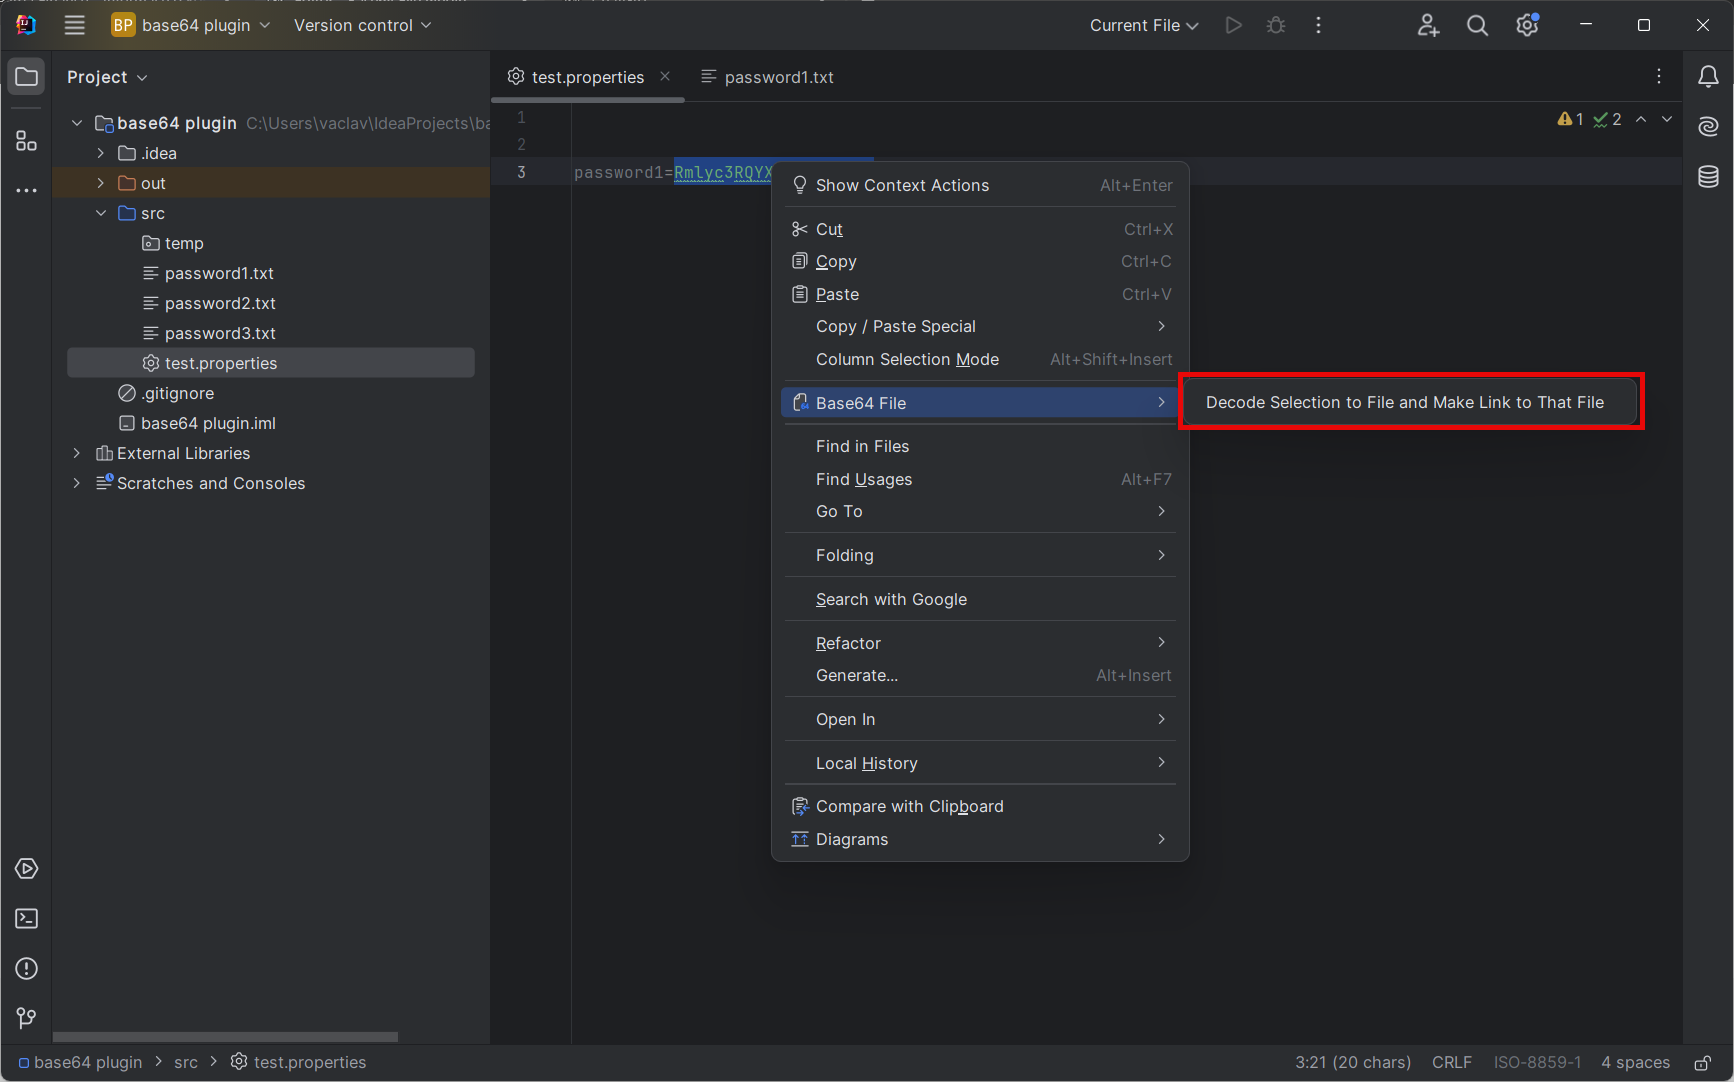 BP base64 plugin Version control Current File
Project
test.properties
password1.txt
base64 plugin C:\Users\vaclav\IdeaProjects\ba
.idea
out
src
temp
password1.txt
password2.txt
password3.txt
test.properties
.gitignore
base64 plugin.iml
External Libraries
Scratches and Consoles
1
2
3 password1=Rmlyc3RQYX
1 2
Show Context Actions Alt+Enter
Cut Ctrl+X
Copy Ctrl+C
Paste Ctrl+V
Copy / Paste Special
Column Selection Mode Alt+Shift+Insert
Base64 File
Decode Selection to File and Make Link to That File
Find in Files
Find Usages Alt+F7
Go To
Folding
Search with Google
Refactor
Generate... Alt+Insert
Open In
Local History
Compare with Clipboard
Diagrams
base64 plugin > src > test.properties
3:21 (20 chars) CRLF ISO-8859-1 4 spaces